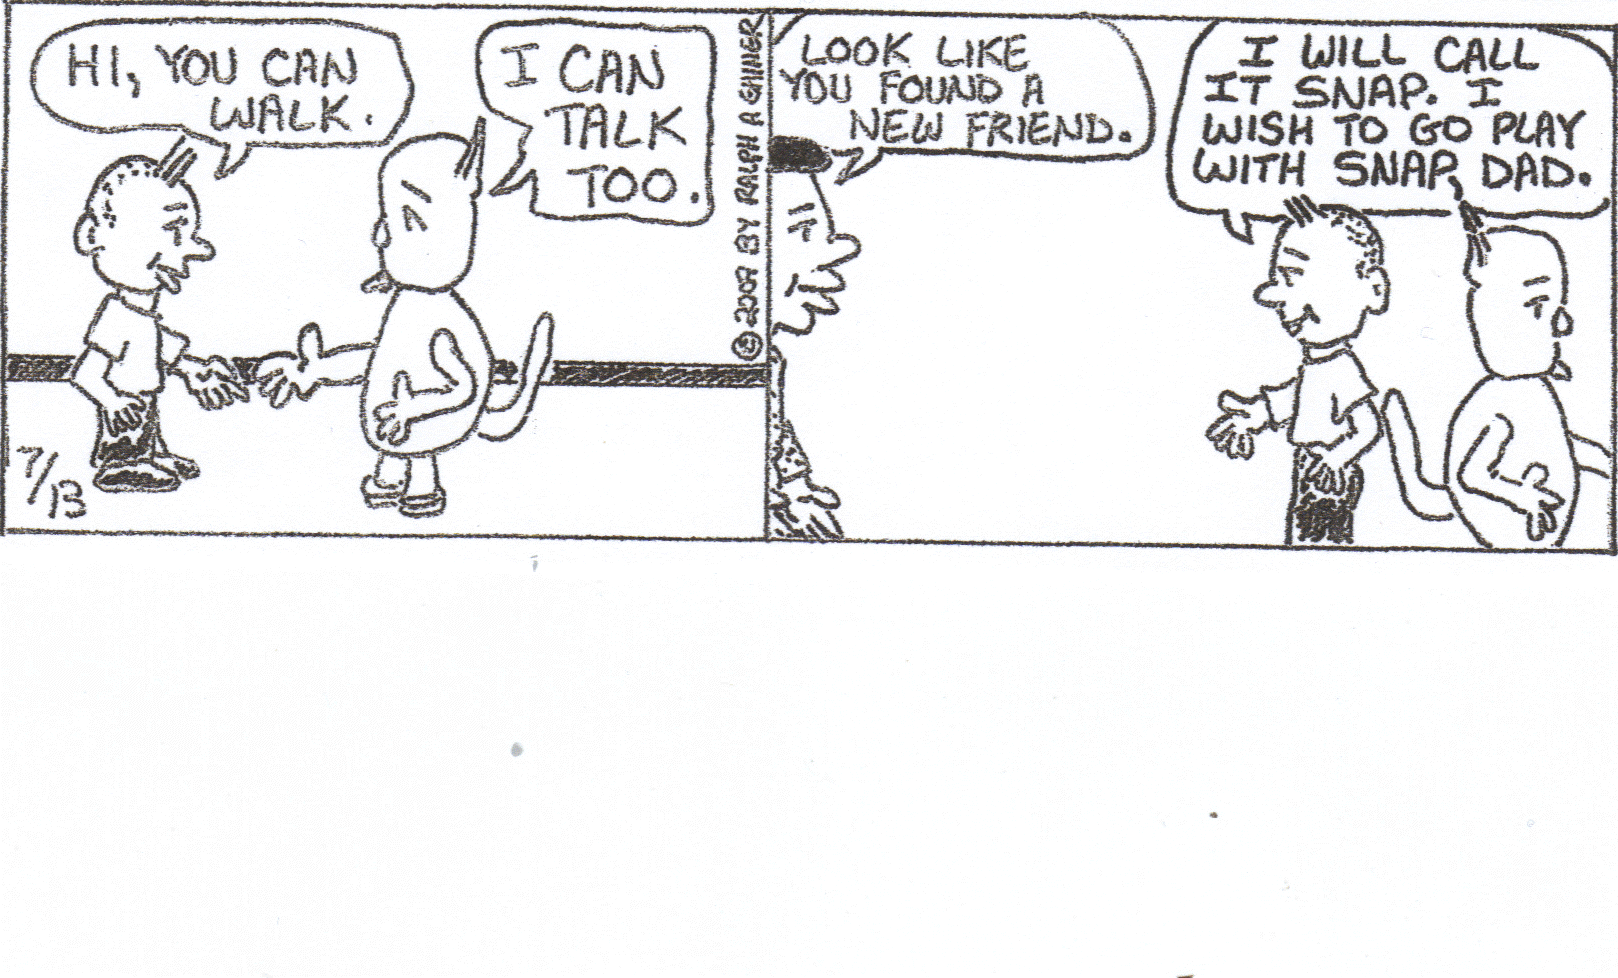 HI, YOU CAN
WALK.
I CAN
TALK
TOO.
©2009 BY RALPH A GHINER
7/13
LOOK LIKE
YOU FOUND A
NEW FRIEND.
I WILL CALL
IT SNAP. I
WISH TO GO PLAY
WITH SNAP, DAD.